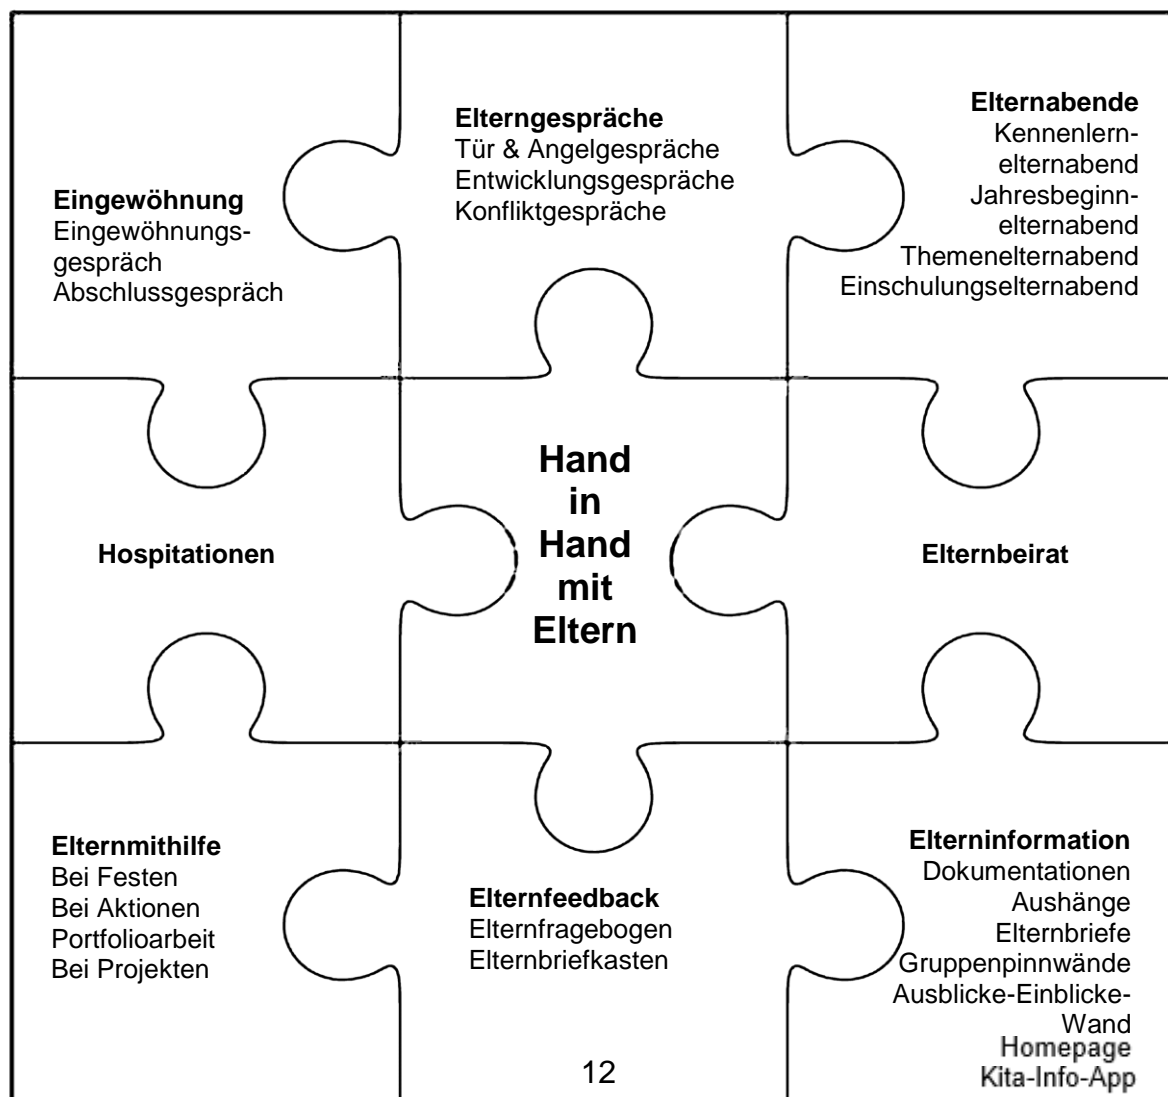 Eingewöhnung
Eingewöhnungs-
gespräch
Abschlussgespräch
Elterngespräche
Tür & Angelgespräche
Entwicklungsgespräche
Konfliktgespräche
Elternabende
Kennenlern-
elternabend
Jahresbeginn-
elternabend
Themenelternabend
Einschulungselternabend
Hospitationen
Hand
in
Hand
mit
Eltern
Elternbeirat
Elternmithilfe
Bei Festen
Bei Aktionen
Portfolioarbeit
Bei Projekten
Elternfeedback
Elternfragebogen
Elternbriefkasten
Elterninformation
Dokumentationen
Aushänge
Elternbriefe
Gruppenpinnwände
Ausblicke-Einblicke-
Wand
Homepage
Kita-Info-App
12